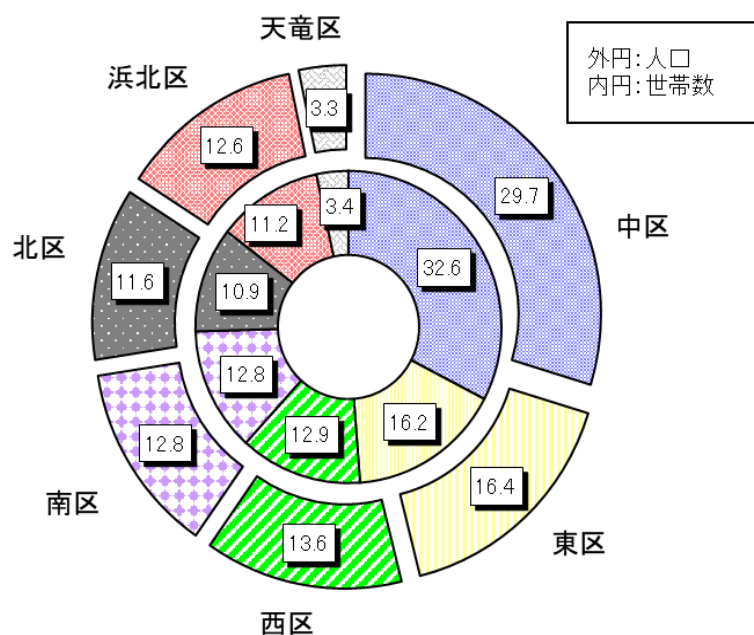 天竜区
外円:人口
内円:世帯数
浜北区
3.3
12.6
29.7
3.4
中区
11.2
32.6
北区
11.6
10.9
12.8
16.2
12.9
12.8
16.4
南区
13.6
東区
西区